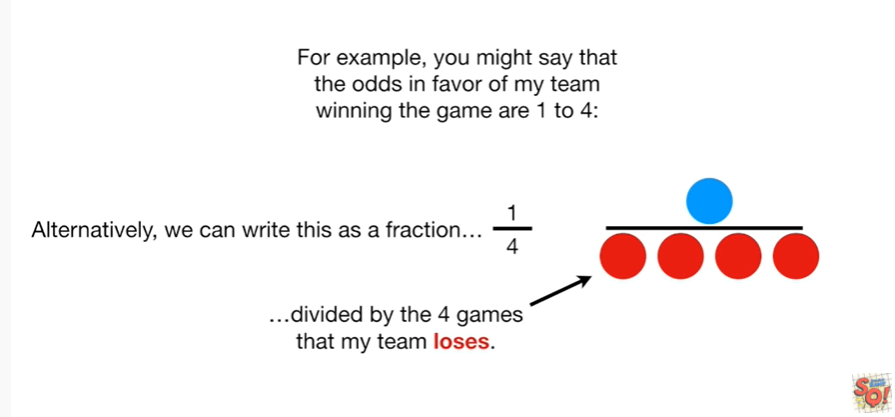 For example, you might say that
the odds in favor of my team
winning the game are 1 to 4:
Alternatively, we can write this as a fraction...
1
4
...divided by the 4 games
that my team loses.